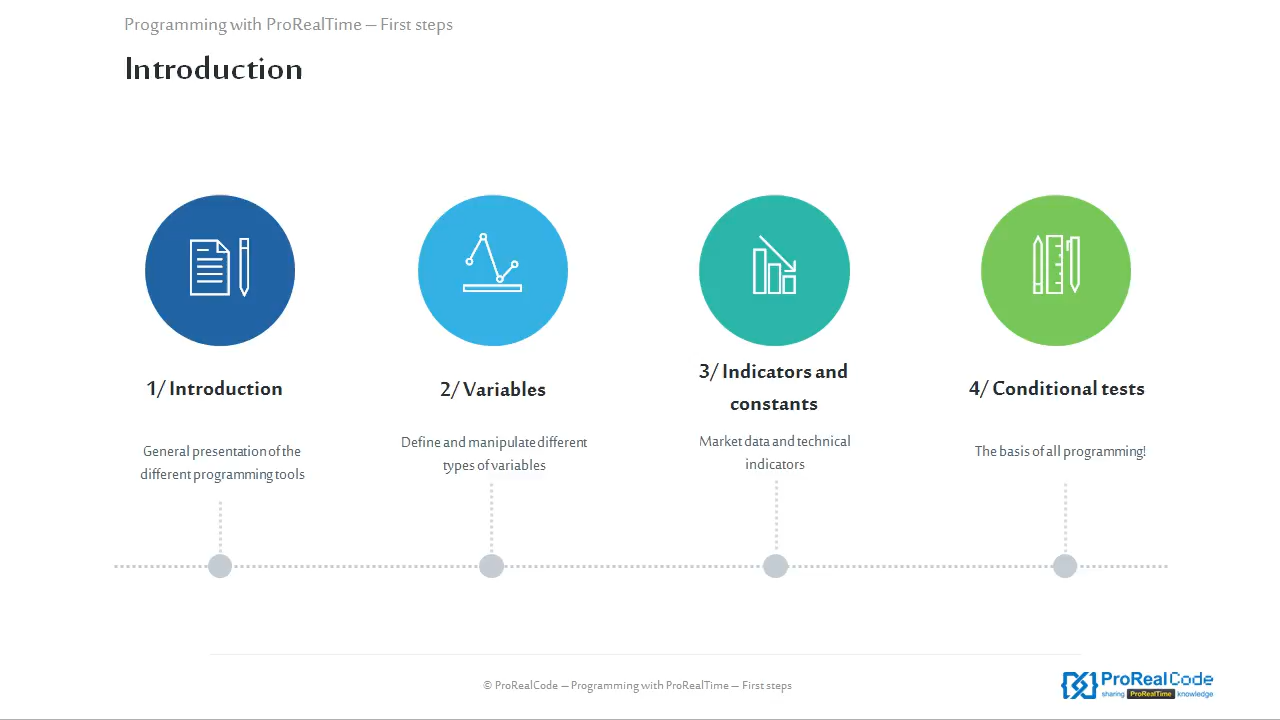 Programming with ProRealTime – First steps
Introduction
1/ Introduction
General presentation of the
different programming tools
2/ Variables
Define and manipulate different
types of variables
3/ Indicators and
constants
Market data and technical
indicators
4/ Conditional tests
The basis of all programming!
© ProRealCode – Programming with ProRealTime – First steps
ProRealCode
sharing ProRealTime knowledge